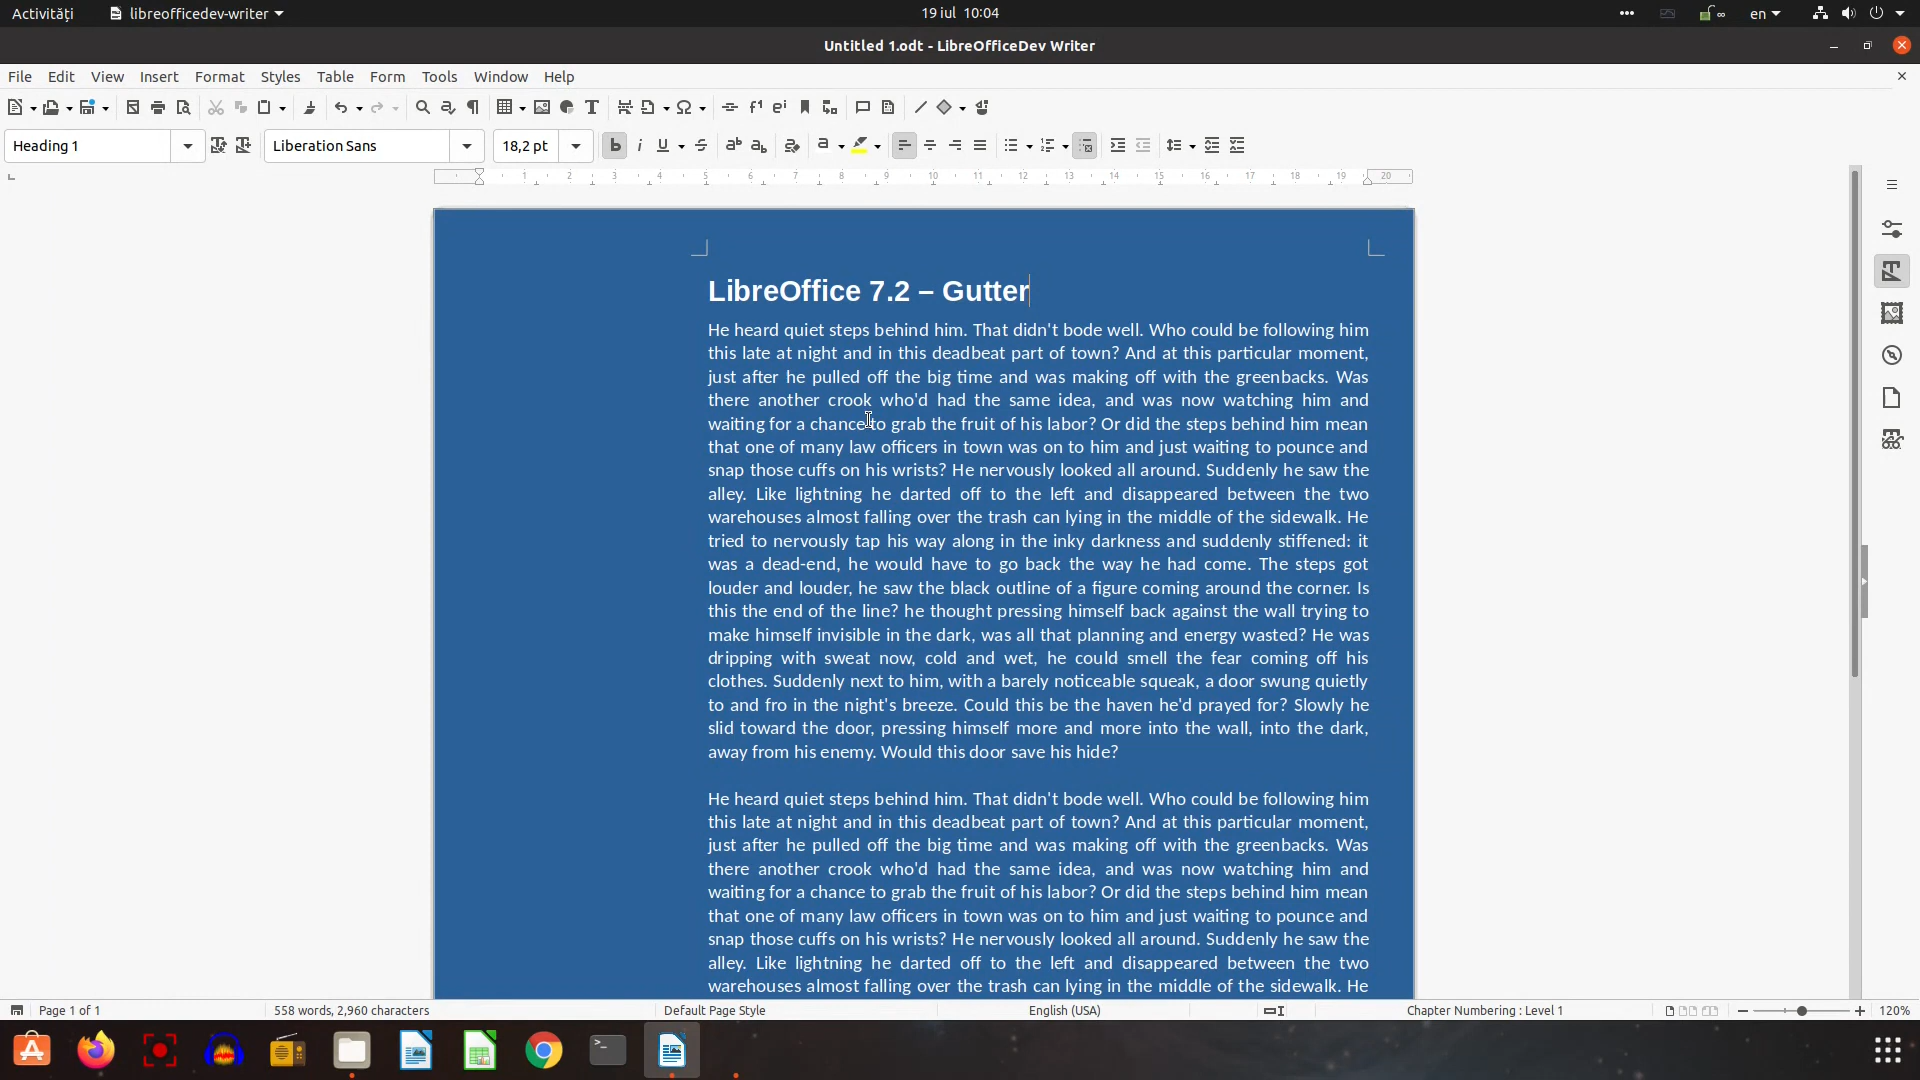 Activități libreofficedev-writer 19 iul 10:04 en
Untitled 1.odt - LibreOfficeDev Writer
File Edit View Insert Format Styles Table Form Tools Window Help
Heading 1 Liberation Sans 18,2 pt
1 2 3 4 5 6 7 8 9 10 11 12 13 14 15 16 17 18 19 20
LibreOffice 7.2 – Gutter
He heard quiet steps behind him. That didn't bode well. Who could be following him
this late at night and in this deadbeat part of town? And at this particular moment,
just after he pulled off the big time and was making off with the greenbacks. Was
there another crook who'd had the same idea, and was now watching him and
waiting for a chance to grab the fruit of his labor? Or did the steps behind him mean
that one of many law officers in town was on to him and just waiting to pounce and
snap those cuffs on his wrists? He nervously looked all around. Suddenly he saw the
alley. Like lightning he darted off to the left and disappeared between the two
warehouses almost falling over the trash can lying in the middle of the sidewalk. He
tried to nervously tap his way along in the inky darkness and suddenly stiffened: it
was a dead-end, he would have to go back the way he had come. The steps got
louder and louder, he saw the black outline of a figure coming around the corner. Is
this the end of the line? he thought pressing himself back against the wall trying to
make himself invisible in the dark, was all that planning and energy wasted? He was
dripping with sweat now, cold and wet, he could smell the fear coming off his
clothes. Suddenly next to him, with a barely noticeable squeak, a door swung quietly
to and fro in the night's breeze. Could this be the haven he'd prayed for? Slowly he
slid toward the door, pressing himself more and more into the wall, into the dark,
away from his enemy. Would this door save his hide?
He heard quiet steps behind him. That didn't bode well. Who could be following him
this late at night and in this deadbeat part of town? And at this particular moment,
just after he pulled off the big time and was making off with the greenbacks. Was
there another crook who'd had the same idea, and was now watching him and
waiting for a chance to grab the fruit of his labor? Or did the steps behind him mean
that one of many law officers in town was on to him and just waiting to pounce and
snap those cuffs on his wrists? He nervously looked all around. Suddenly he saw the
alley. Like lightning he darted off to the left and disappeared between the two
warehouses almost falling over the trash can lying in the middle of the sidewalk. He
Page 1 of 1 558 words, 2,960 characters Default Page Style English (USA) Chapter Numbering : Level 1 120%